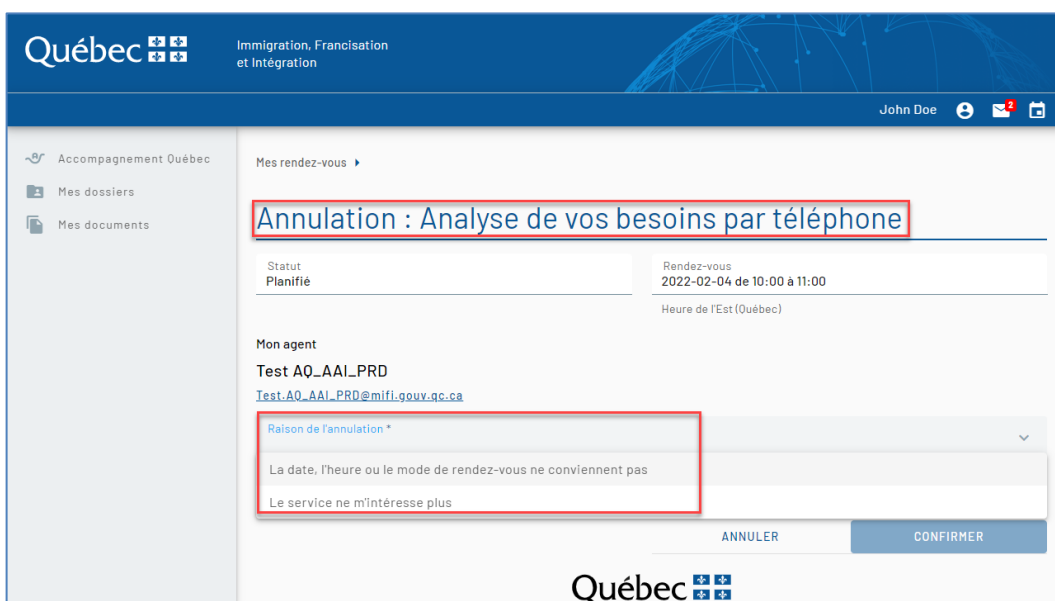 Québec
Immigration, Francisation
et Intégration
John Doe
2
Accompagnement Québec
Mes dossiers
Mes documents
Mes rendez-vous
Annulation : Analyse de vos besoins par téléphone
Statut
Planifié
Rendez-vous
2022-02-04 de 10:00 à 11:00
Heure de l'Est (Québec)
Mon agent
Test AQ_AAI_PRD
Test.AQ_AAI_PRD@mifi.gouv.qc.ca
Raison de l'annulation *
La date, l'heure ou le mode de rendez-vous ne conviennent pas
Le service ne m'intéresse plus
ANNULER
CONFIRMER
Québec